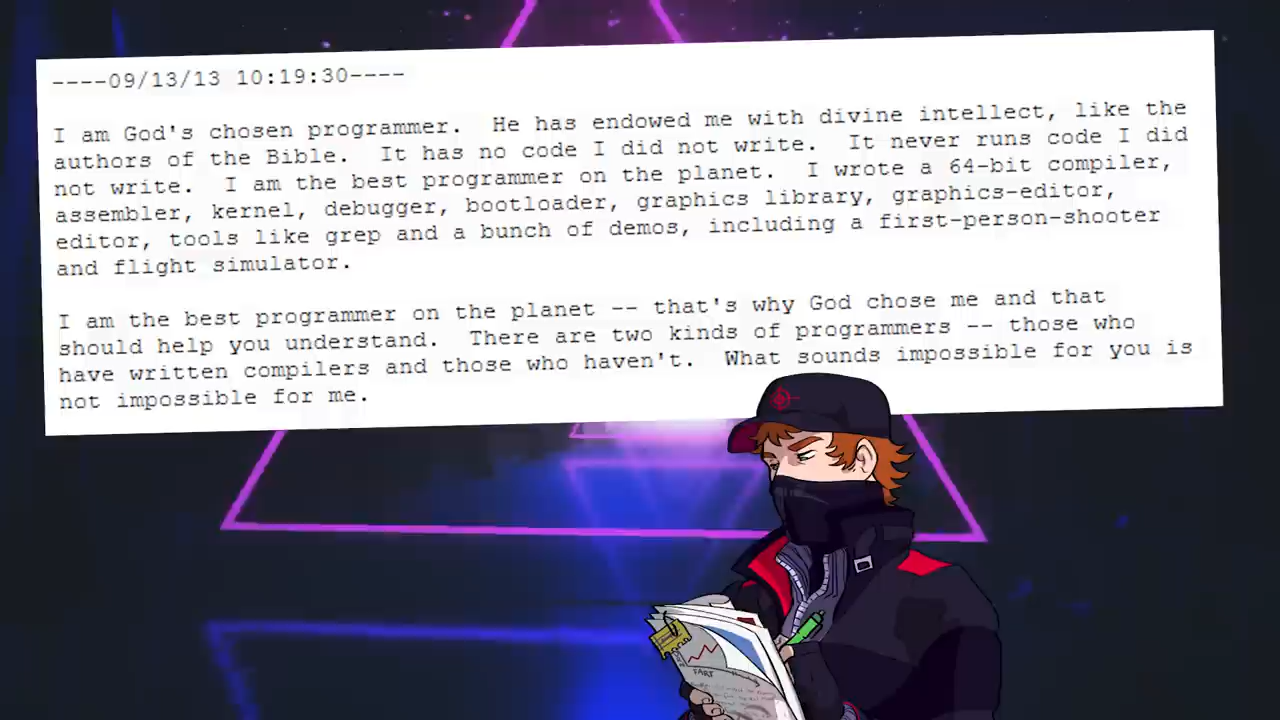 ----09/13/13 10:19:30----
I am God's chosen programmer.  He has endowed me with divine intellect, like the
authors of the Bible.  It has no code I did not write.  It never runs code I did
not write.  I am the best programmer on the planet.  I wrote a 64-bit compiler,
assembler, kernel, debugger, bootloader, graphics library, graphics-editor,
editor, tools like grep and a bunch of demos, including a first-person-shooter
and flight simulator.
I am the best programmer on the planet -- that's why God chose me and that
should help you understand.  There are two kinds of programmers -- those who
have written compilers and those who haven't.  What sounds impossible for you is
not impossible for me.
FART